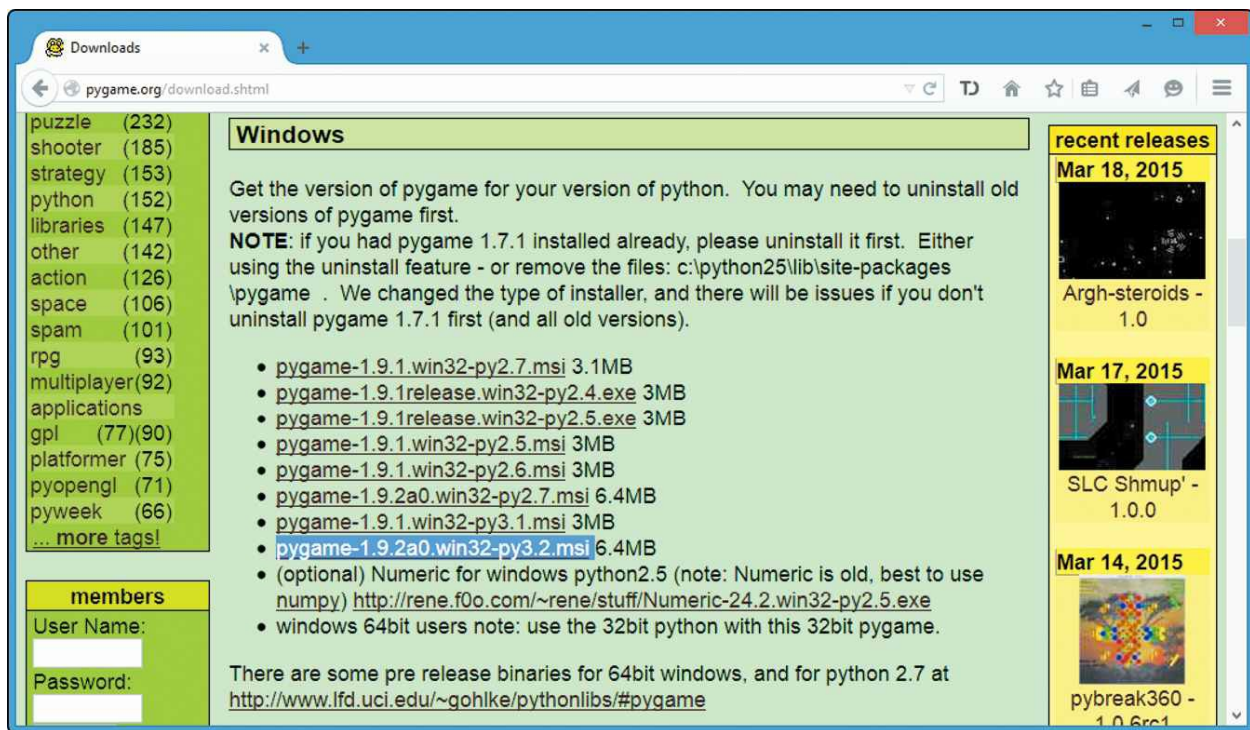 Downloads
pygame.org/download.shtml
puzzle (232)
shooter (185)
strategy (153)
python (152)
libraries (147)
other (142)
action (126)
space (106)
spam (101)
rpg (93)
multiplayer(92)
applications
gpl (77)(90)
platformer (75)
pyopengl (71)
pyweek (66)
... more tags!
members
User Name:
Password:
Windows
Get the version of pygame for your version of python. You may need to uninstall old
versions of pygame first.
NOTE: if you had pygame 1.7.1 installed already, please uninstall it first. Either
using the uninstall feature - or remove the files: c:\python25\lib\site-packages
\pygame . We changed the type of installer, and there will be issues if you don't
uninstall pygame 1.7.1 first (and all old versions).
• pygame-1.9.1.win32-py2.7.msi 3.1MB
• pygame-1.9.1release.win32-py2.4.exe 3MB
• pygame-1.9.1release.win32-py2.5.exe 3MB
• pygame-1.9.1.win32-py2.5.msi 3MB
• pygame-1.9.1.win32-py2.6.msi 3MB
• pygame-1.9.2a0.win32-py2.7.msi 6.4MB
• pygame-1.9.1.win32-py3.1.msi 3MB
• pygame-1.9.2a0.win32-py3.2.msi 6.4MB
• (optional) Numeric for windows python2.5 (note: Numeric is old, best to use
numpy) http://rene.f0o.com/~rene/stuff/Numeric-24.2.win32-py2.5.exe
• windows 64bit users note: use the 32bit python with this 32bit pygame.
There are some pre release binaries for 64bit windows, and for python 2.7 at
http://www.lfd.uci.edu/~gohlke/pythonlibs/#pygame
recent releases
Mar 18, 2015
Argh-steroids -
1.0
Mar 17, 2015
SLC Shmup' -
1.0.0
Mar 14, 2015
pybreak360 -
1.0.6rc1